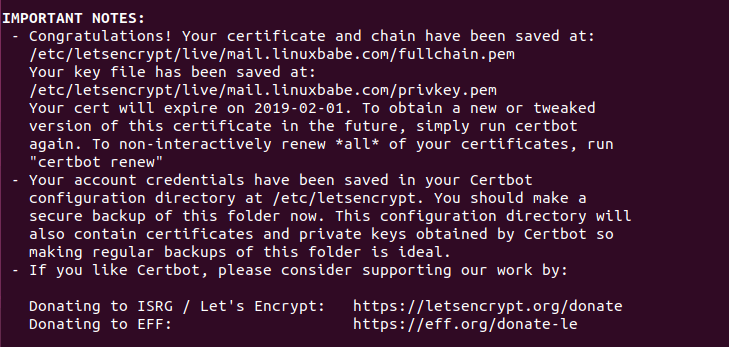 IMPORTANT NOTES:
- Congratulations! Your certificate and chain have been saved at:
/etc/letsencrypt/live/mail.linuxbabe.com/fullchain.pem
Your key file has been saved at:
/etc/letsencrypt/live/mail.linuxbabe.com/privkey.pem
Your cert will expire on 2019-02-01. To obtain a new or tweaked
version of this certificate in the future, simply run certbot
again. To non-interactively renew *all* of your certificates, run
"certbot renew"
- Your account credentials have been saved in your Certbot
configuration directory at /etc/letsencrypt. You should make a
secure backup of this folder now. This configuration directory will
also contain certificates and private keys obtained by Certbot so
making regular backups of this folder is ideal.
- If you like Certbot, please consider supporting our work by:
Donating to ISRG / Let's Encrypt: https://letsencrypt.org/donate
Donating to EFF: https://eff.org/donate-le